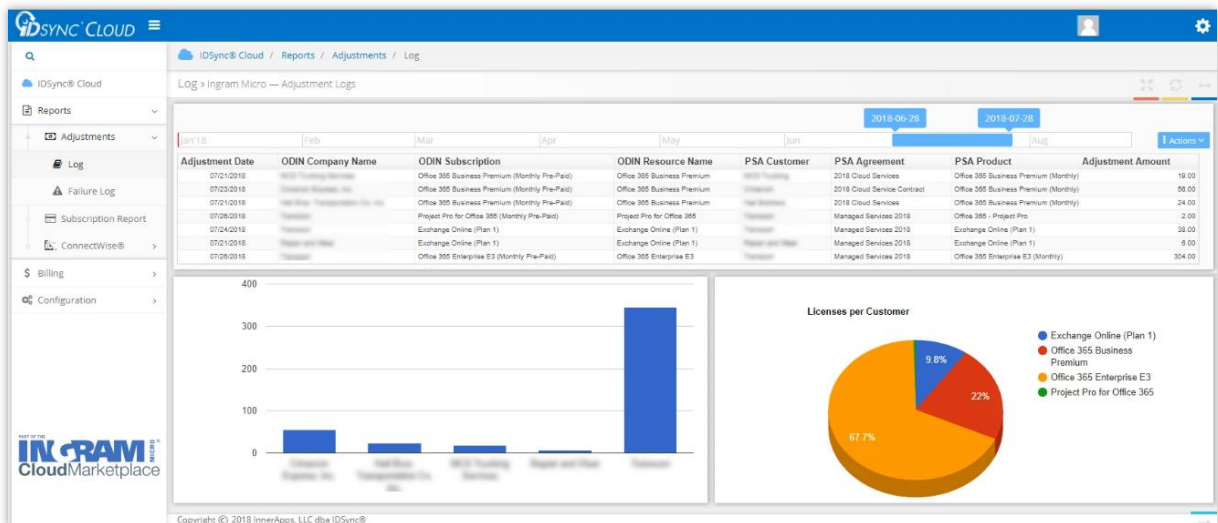 IDSYNC® CLOUD
IDSync® Cloud / Reports / Adjustments / Log
IDSync® Cloud
Log > Ingram Micro — Adjustment Logs
Reports
Adjustments
Log
Failure Log
Subscription Report
ConnectWise®
$ Billing
Configuration
2018-06-28 2018-07-28
Jan'18 Feb Mar Apr May Jun Aug Actions
Adjustment Date ODIN Company Name ODIN Subscription ODIN Resource Name PSA Customer PSA Agreement PSA Product Adjustment Amount
07/21/2018 Office 365 Business Premium (Monthly Pre-Paid) Office 365 Business Premium 2018 Cloud Services Office 365 Business Premium (Monthly) 19.00
07/23/2018 Office 365 Business Premium (Monthly Pre-Paid) Office 365 Business Premium 2018 Cloud Service Contract Office 365 Business Premium (Monthly) 56.00
07/21/2018 Office 365 Business Premium (Monthly Pre-Paid) Office 365 Business Premium 2018 Cloud Services Office 365 Business Premium (Monthly) 24.00
07/26/2018 Project Pro for Office 365 (Monthly Pre-Paid) Project Pro for Office 365 Managed Services 2018 Office 365 - Project Pro 2.00
07/24/2018 Exchange Online (Plan 1) Exchange Online (Plan 1) Managed Services 2018 Exchange Online (Plan 1) 38.00
07/21/2018 Exchange Online (Plan 1) Exchange Online (Plan 1) Managed Services 2018 Exchange Online (Plan 1) 6.00
07/26/2018 Office 365 Enterprise E3 (Monthly Pre-Paid) Office 365 Enterprise E3 Managed Services 2018 Office 365 Enterprise E3 (Monthly) 304.00
400
300
200
100
0
Licenses per Customer
9.8%
22%
67.7%
Exchange Online (Plan 1)
Office 365 Business
Premium
Office 365 Enterprise E3
Project Pro for Office 365
PART OF THE
INGRAM MICRO®
CloudMarketplace
Copyright © 2018 InnerApps, LLC dba IDSync®